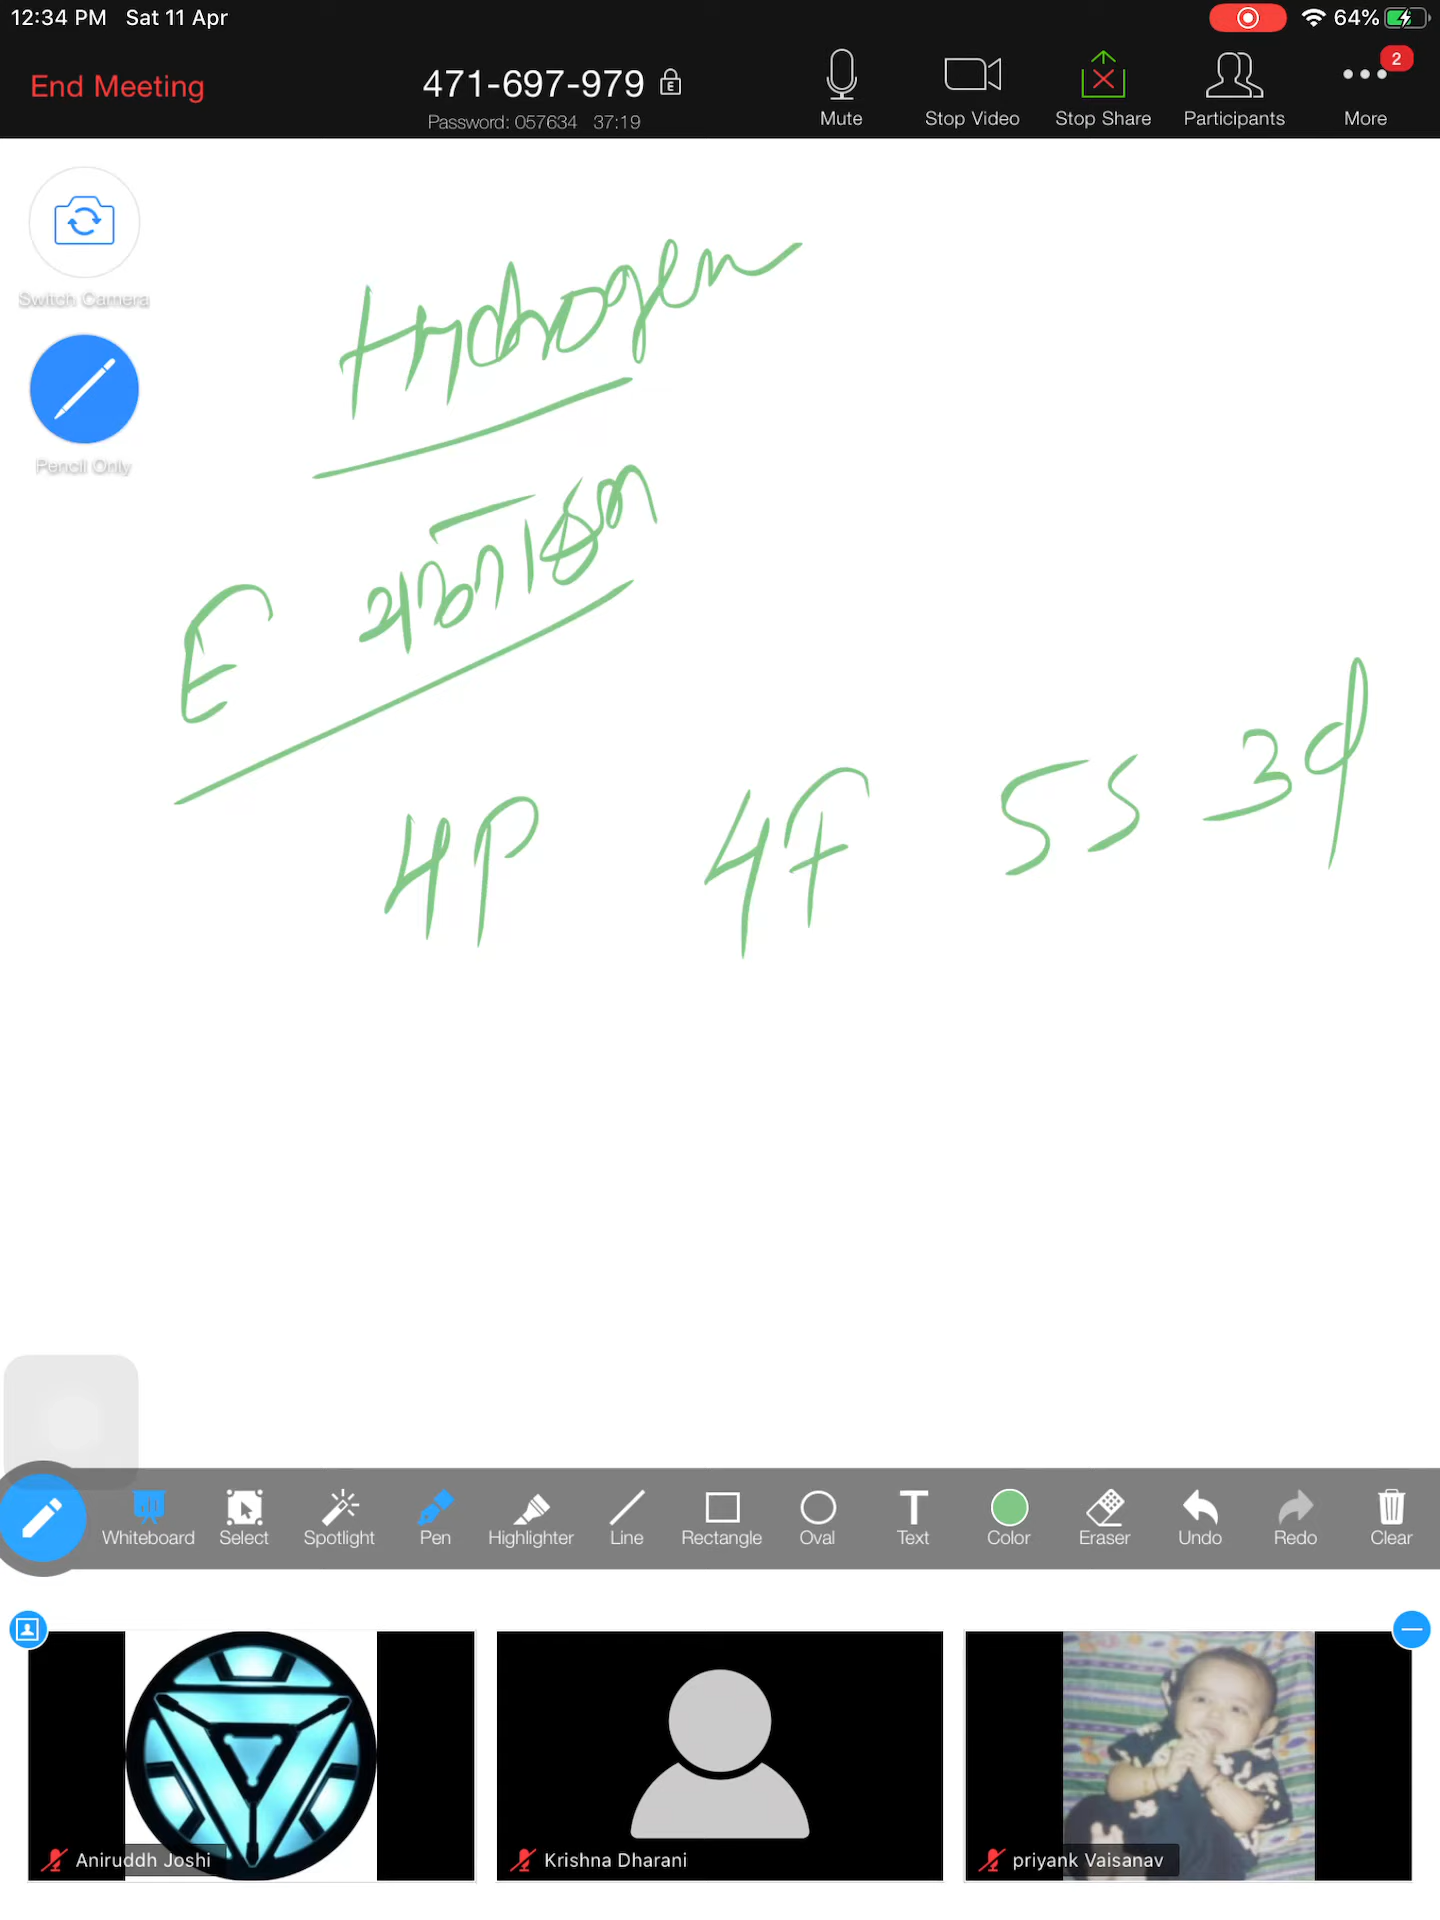 12:34 PM Sat 11 Apr 64%
End Meeting
471-697-979
Password: 057634 37:19
Mute
Stop Video
Stop Share
Participants
2
More
Switch Camera
Pencil Only
Hydrogen
E
4P 4F 5S 3d
Whiteboard
Select
Spotlight
Pen
Highlighter
Line
Rectangle
Oval
Text
Color
Eraser
Undo
Redo
Clear
Aniruddh Joshi
Krishna Dharani
priyank Vaisanav